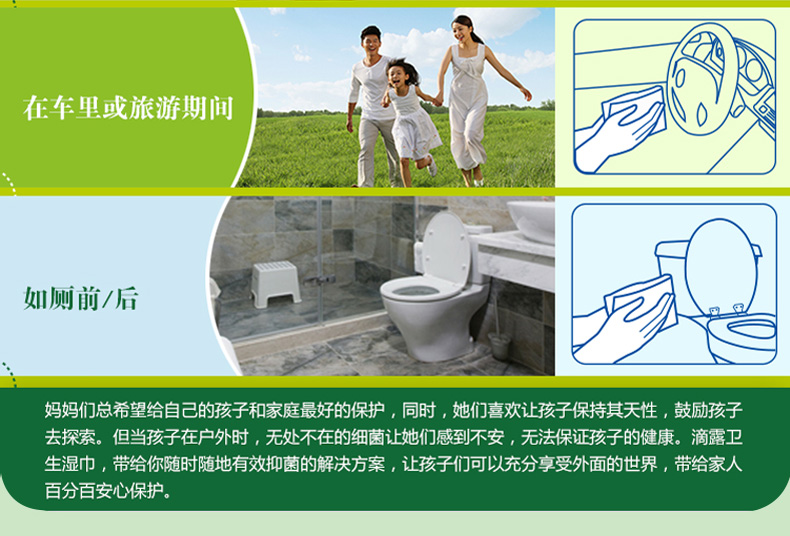 在车里或旅游期间
如厕前/后
妈妈们总希望给自己的孩子和家庭最好的保护，同时，她们喜欢让孩子保持其天性，鼓励孩子
去探索。但当孩子在户外时，无处不在的细菌让她们感到不安，无法保证孩子的健康。滴露卫
生湿巾，带给你随时随地有效抑菌的解决方案，让孩子们可以充分享受外面的世界，带给家人
百分百安心保护。